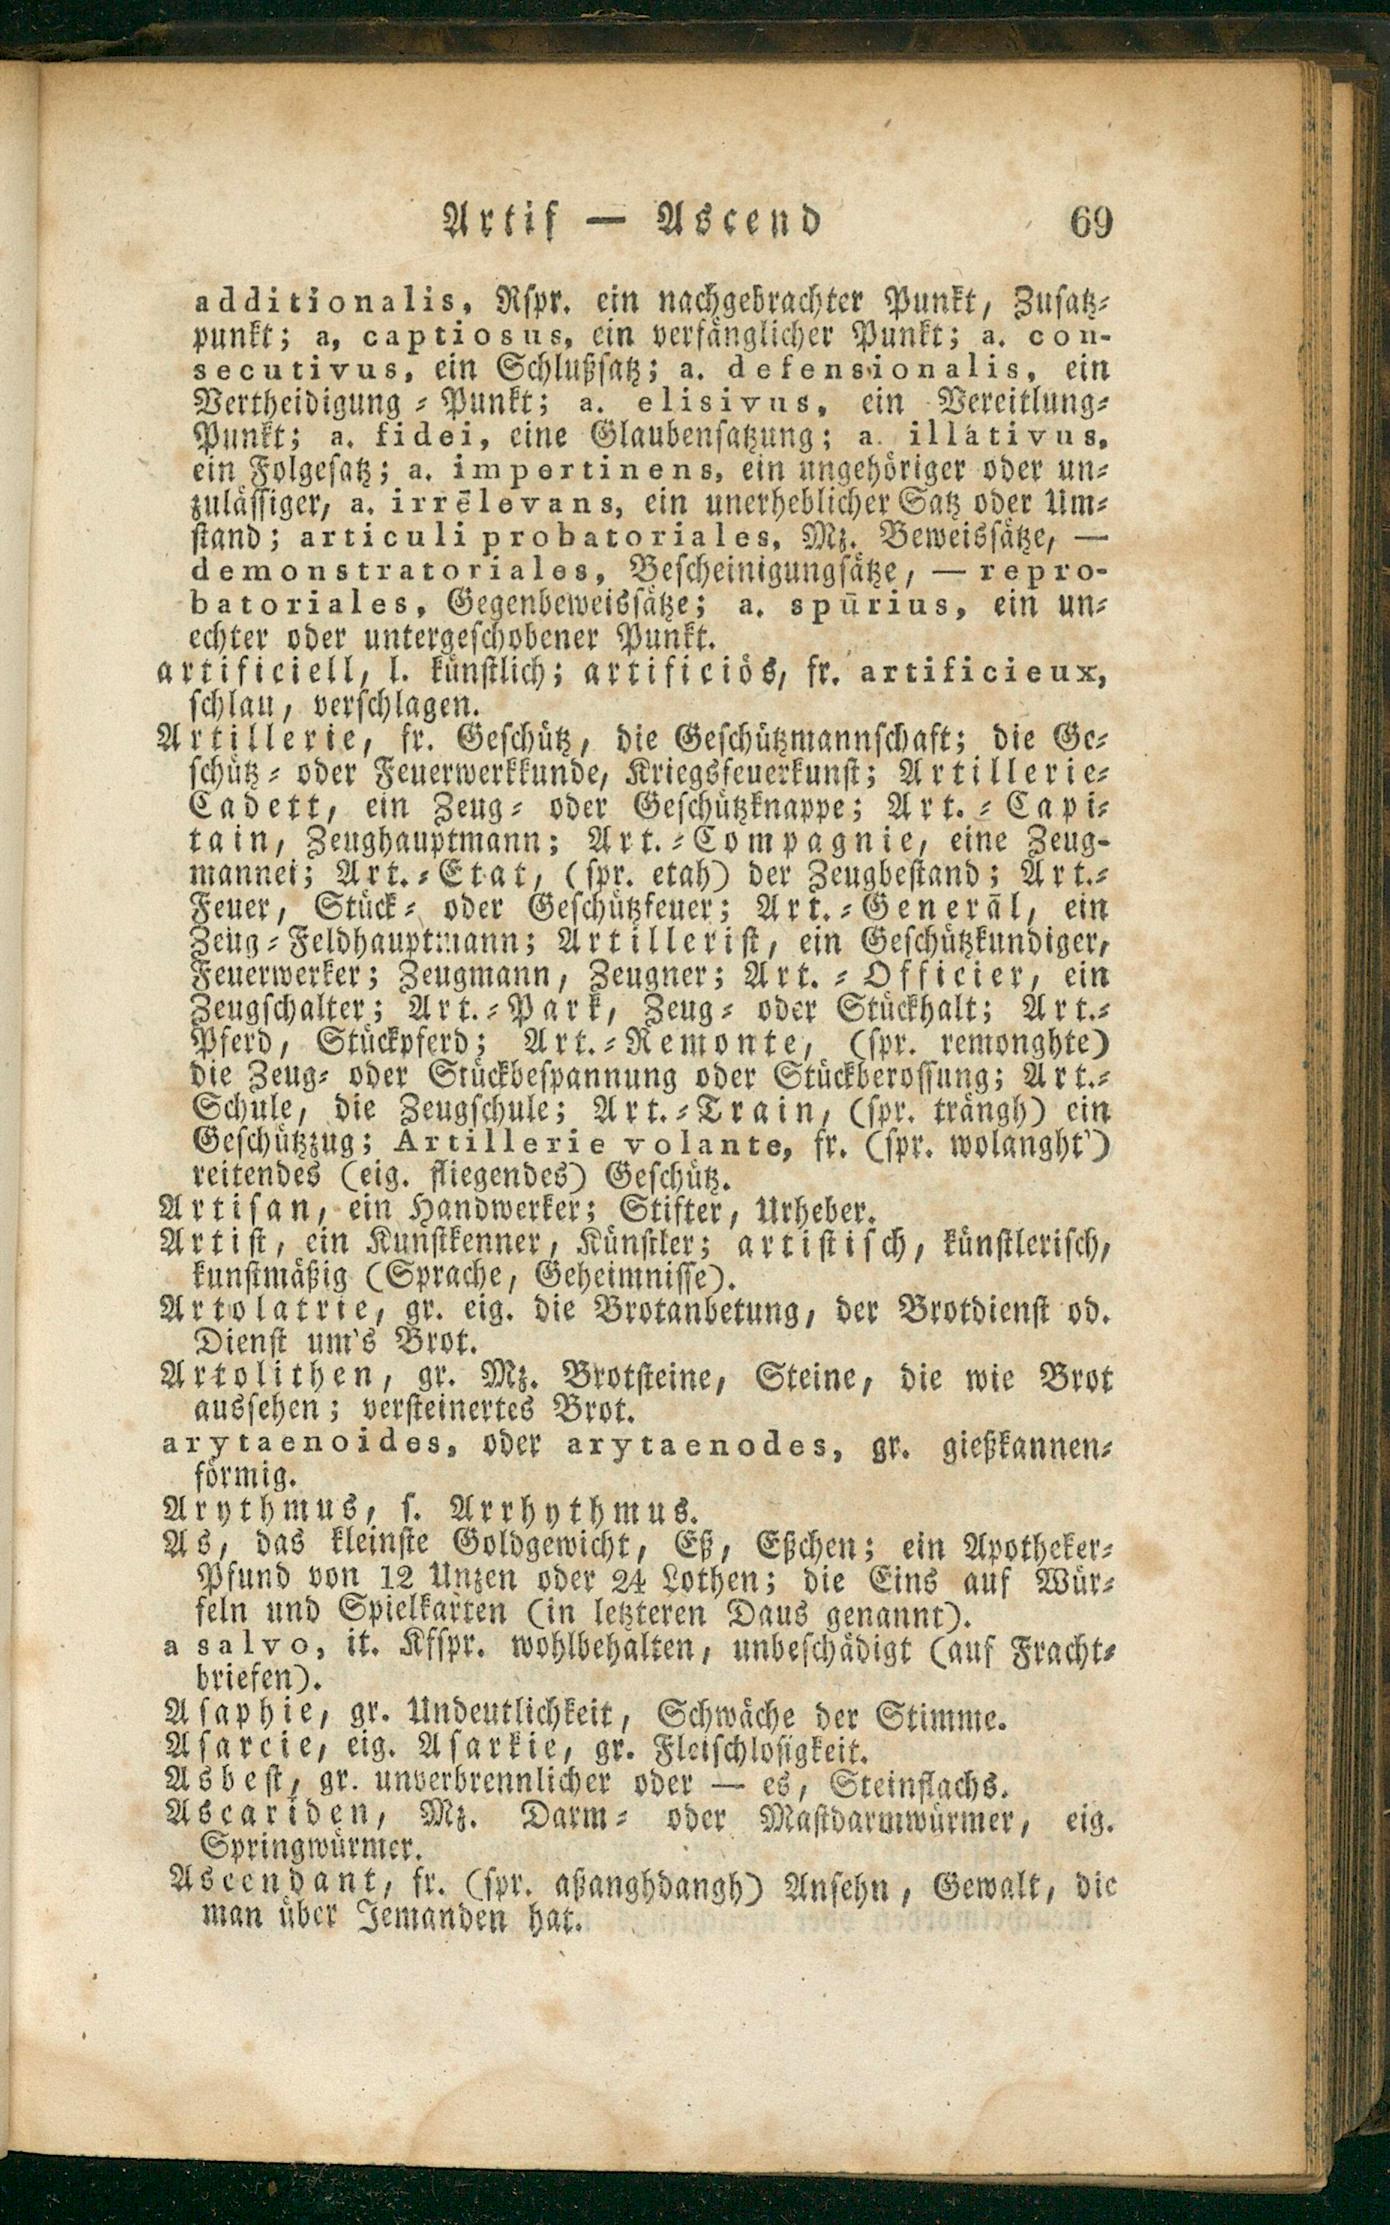 Artif — Ascend 69
additionalis, Rspr. ein nachgebrachter Punkt, Zusatz-
punkt; a, captiosus, ein verfänglicher Punkt; a. con-
secutivus, ein Schlußsatz; a. defensionalis, ein
Vertheidigung-Punkt; a. elisivus, ein Vereitlung-
Punkt; a. fidei, eine Glaubensatzung; a. illativus,
ein Folgesatz; a. impertinens, ein ungehöriger oder un-
zulässiger, a. irrēlevans, ein unerheblicher Satz oder Um-
stand; articuli probatoriales, Mz. Beweissätze, —
demonstratoriales, Bescheinigungsätze, — repro-
batoriales, Gegenbeweissätze; a. spūrius, ein un-
echter oder untergeschobener Punkt.
artificiell, l. künstlich; artificiös, fr. artificieux,
schlau, verschlagen.
Artillerie, fr. Geschütz, die Geschützmannschaft; die Ge-
schütz- oder Feuerwerkkunde, Kriegsfeuerkunst; Artillerie-
Cadett, ein Zeug- oder Geschützknappe; Art.-Capi-
tain, Zeughauptmann; Art.-Compagnie, eine Zeug-
mannei; Art.-Etat, (spr. etah) der Zeugbestand; Art.-
Feuer, Stück- oder Geschützfeuer; Art.-Generāl, ein
Zeug-Feldhauptmann; Artillerist, ein Geschützkundiger,
Feuerwerker; Zeugmann, Zeugner; Art.-Officier, ein
Zeugschalter; Art.-Park, Zeug- oder Stückhalt; Art.-
Pferd, Stückpferd; Art.-Remonte, (spr. remonghte)
die Zeug- oder Stückbespannung oder Stückberossung; Art.-
Schule, die Zeugschule; Art.-Train, (spr. trängh) ein
Geschützzug; Artillerie volante, fr. (spr. wolanght')
reitendes (eig. fliegendes) Geschütz.
Artisan, ein Handwerker; Stifter, Urheber.
Artist, ein Kunstkenner, Künstler; artistisch, künstlerisch,
kunstmäßig (Sprache, Geheimnisse).
Artolatrie, gr. eig. die Brotanbetung, der Brotdienst od.
Dienst um's Brot.
Artolithen, gr. Mz. Brotsteine, Steine, die wie Brot
aussehen; versteinertes Brot.
arytaenoides, oder arytaenodes, gr. gießkannen-
förmig.
Arythmus, s. Arrhythmus.
As, das kleinste Goldgewicht, Eß, Eßchen; ein Apotheker-
Pfund von 12 Unzen oder 24 Lothen; die Eins auf Wür-
feln und Spielkarten (in letzteren Daus genannt).
a salvo, it. Kfspr. wohlbehalten, unbeschädigt (auf Fracht-
briefen).
Asaphie, gr. Undeutlichkeit, Schwäche der Stimme.
Asarcie, eig. Asarkie, gr. Fleischlosigkeit.
Asbest, gr. unverbrennlicher oder — es, Steinflachs.
Ascariden, Mz. Darm- oder Mastdarmwürmer, eig.
Springwürmer.
Ascendant, fr. (spr. aßanghdangh) Ansehn, Gewalt, die
man über Jemanden hat.